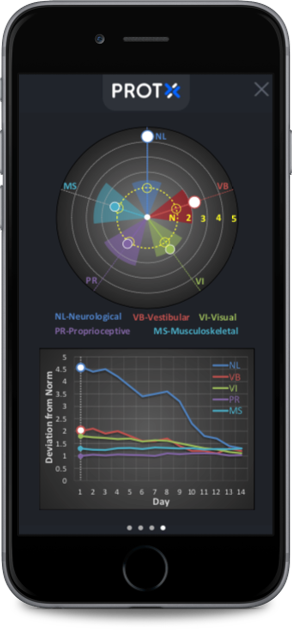 PROTX
NL
MS
VB
N 2 3 4 5
PR
VI
NL-Neurological VB-Vestibular VI-Visual
PR-Proprioceptive MS-Musculoskeletal
Deviation from Norm
5
4.5
4
3.5
3
2.5
2
1.5
1
0.5
0
NL
VB
VI
PR
MS
1 2 3 4 5 6 7 8 9 10 11 12 13 14
Day